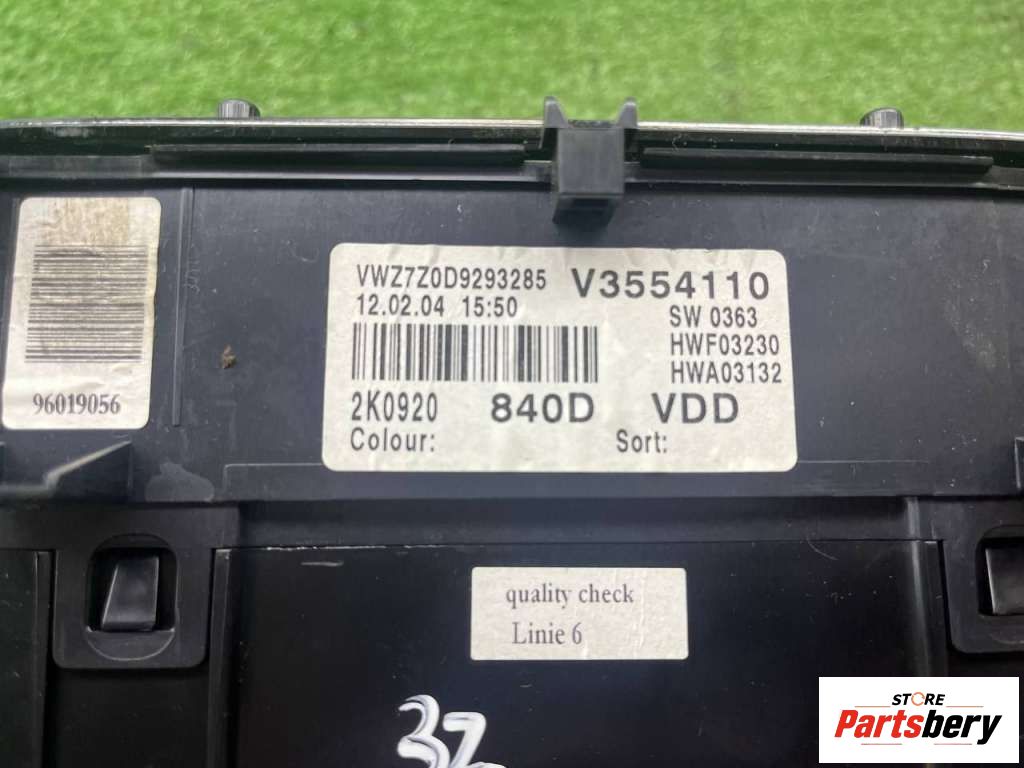 VWZ7Z0D9293285 V3554110
12.02.04 15:50 SW 0363
HWF03230
HWA03132
2K0920 840D VDD
Colour: Sort:
96019056
quality check
Linie 6
37
STORE
Partsbery